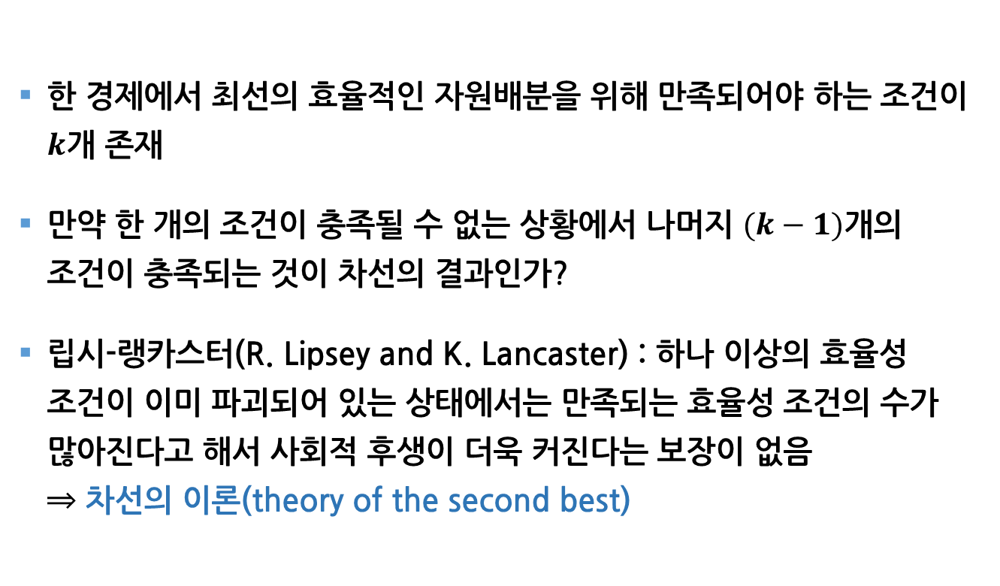 ▪ 한 경제에서 최선의 효율적인 자원배분을 위해 만족되어야 하는 조건이
k개 존재
▪ 만약 한 개의 조건이 충족될 수 없는 상황에서 나머지 (k − 1)개의
조건이 충족되는 것이 차선의 결과인가?
▪ 립시-랭카스터(R. Lipsey and K. Lancaster) : 하나 이상의 효율성
조건이 이미 파괴되어 있는 상태에서는 만족되는 효율성 조건의 수가
많아진다고 해서 사회적 후생이 더욱 커진다는 보장이 없음
⇒ 차선의 이론(theory of the second best)